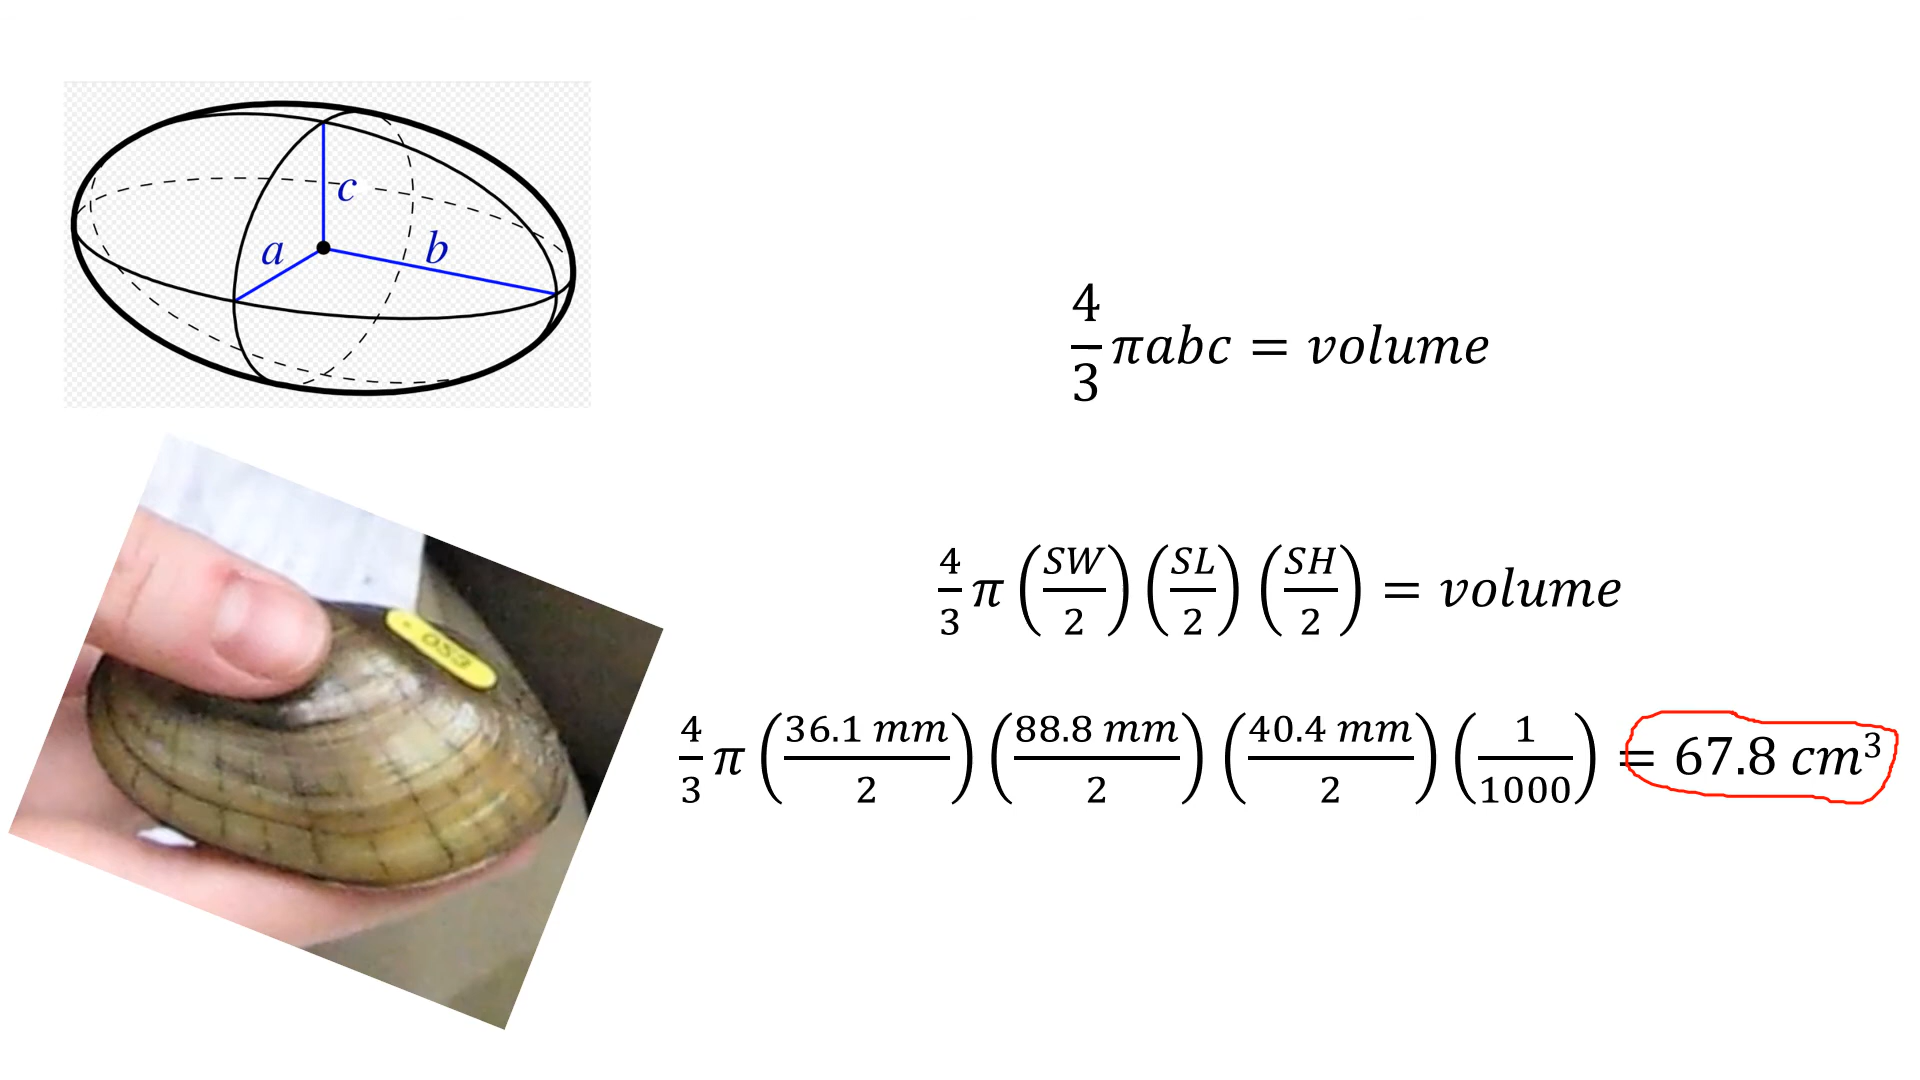 c
a
b
4/3 πabc = volume
4/3 π (SW/2) (SL/2) (SH/2) = volume
4/3 π (36.1 mm/2) (88.8 mm/2) (40.4 mm/2) (1/1000) = 67.8 cm³
053